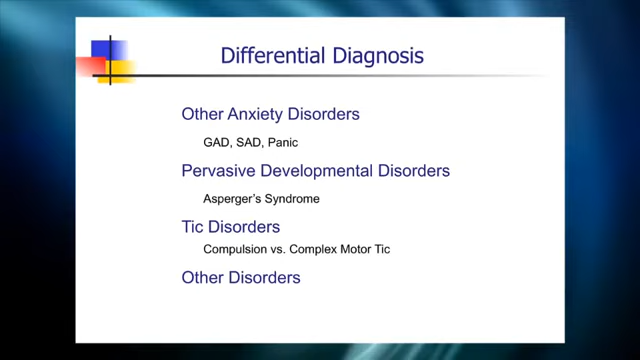 Differential Diagnosis
Other Anxiety Disorders
GAD, SAD, Panic
Pervasive Developmental Disorders
Asperger's Syndrome
Tic Disorders
Compulsion vs. Complex Motor Tic
Other Disorders